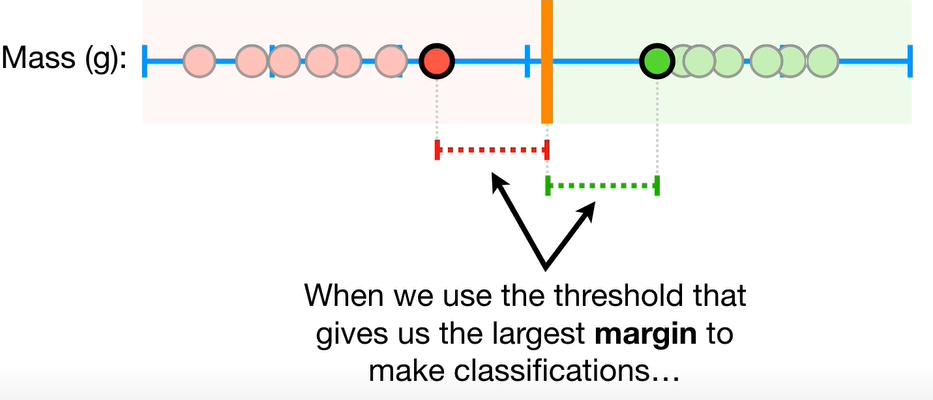 Mass (g):
When we use the threshold that
gives us the largest margin to
make classifications…